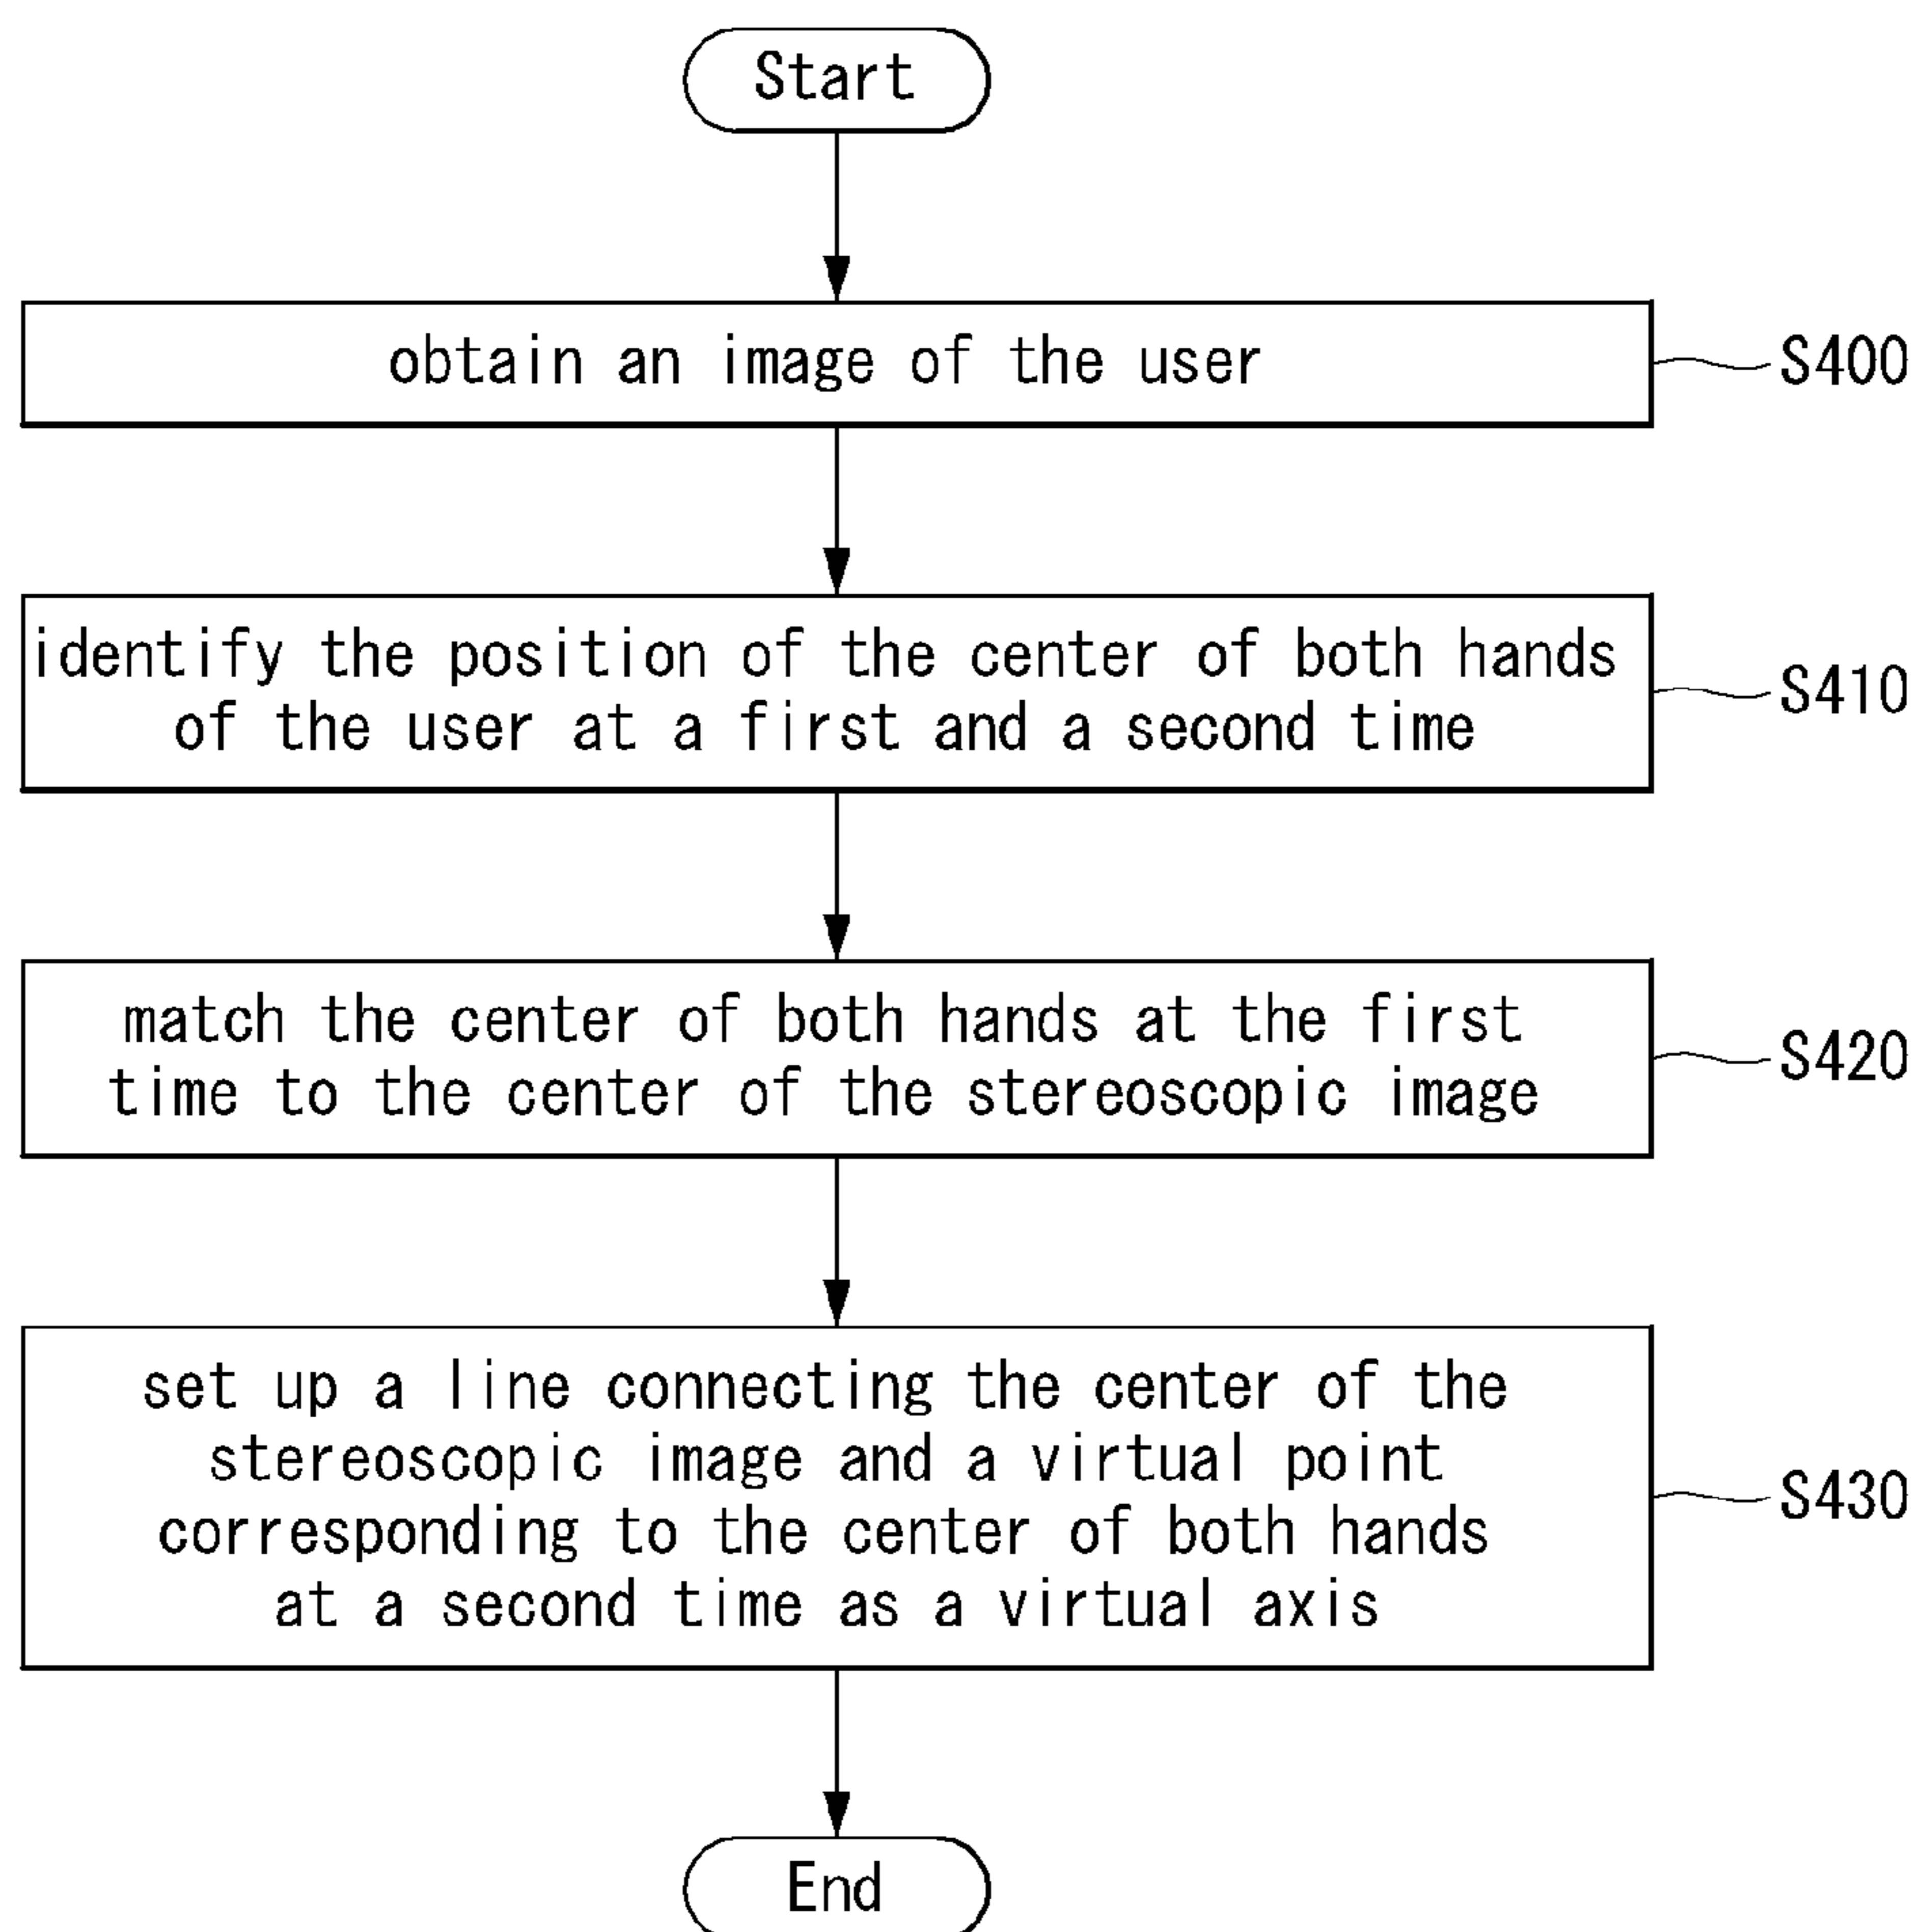 Start
obtain an image of the user
S400
identify the position of the center of both hands
of the user at a first and a second time
S410
match the center of both hands at the first
time to the center of the stereoscopic image
S420
set up a line connecting the center of the
stereoscopic image and a virtual point
corresponding to the center of both hands
at a second time as a virtual axis
S430
End